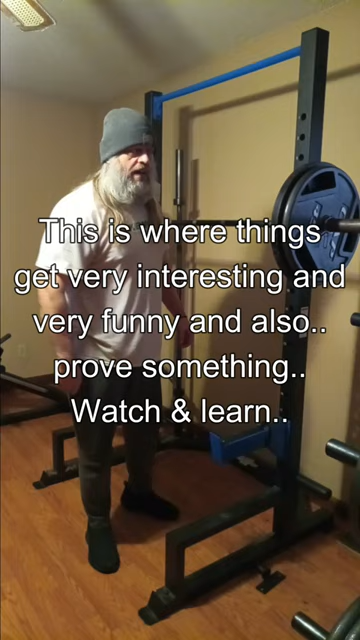 This is where things
get very interesting and
very funny and also..
prove something..
Watch & learn..